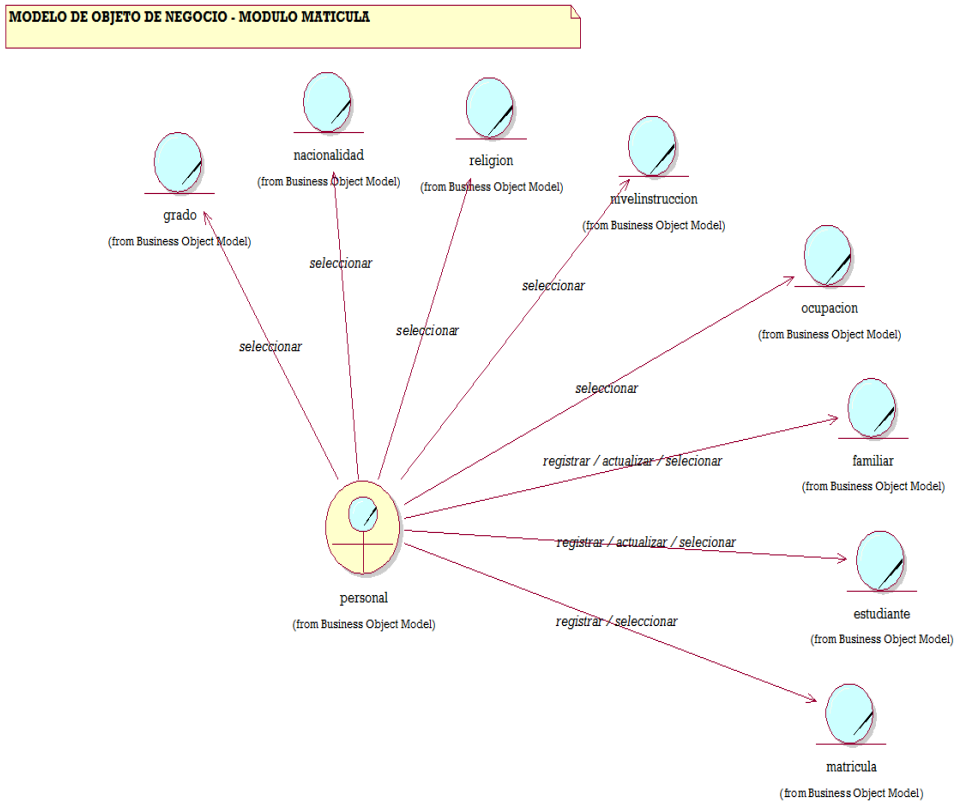 MODELO DE OBJETO DE NEGOCIO - MODULO MATICULA
nacionalidad
(from Business Object Model)
religion
(from Business Object Model)
nivelinstruccion
(from Business Object Model)
grado
(from Business Object Model)
seleccionar
seleccionar
seleccionar
seleccionar
ocupacion
(from Business Object Model)
seleccionar
registrar / actualizar / selecionar
familiar
(from Business Object Model)
registrar / actualizar / selecionar
personal
(from Business Object Model)
estudiante
(from Business Object Model)
registrar / seleccionar
matricula
(from Business Object Model)